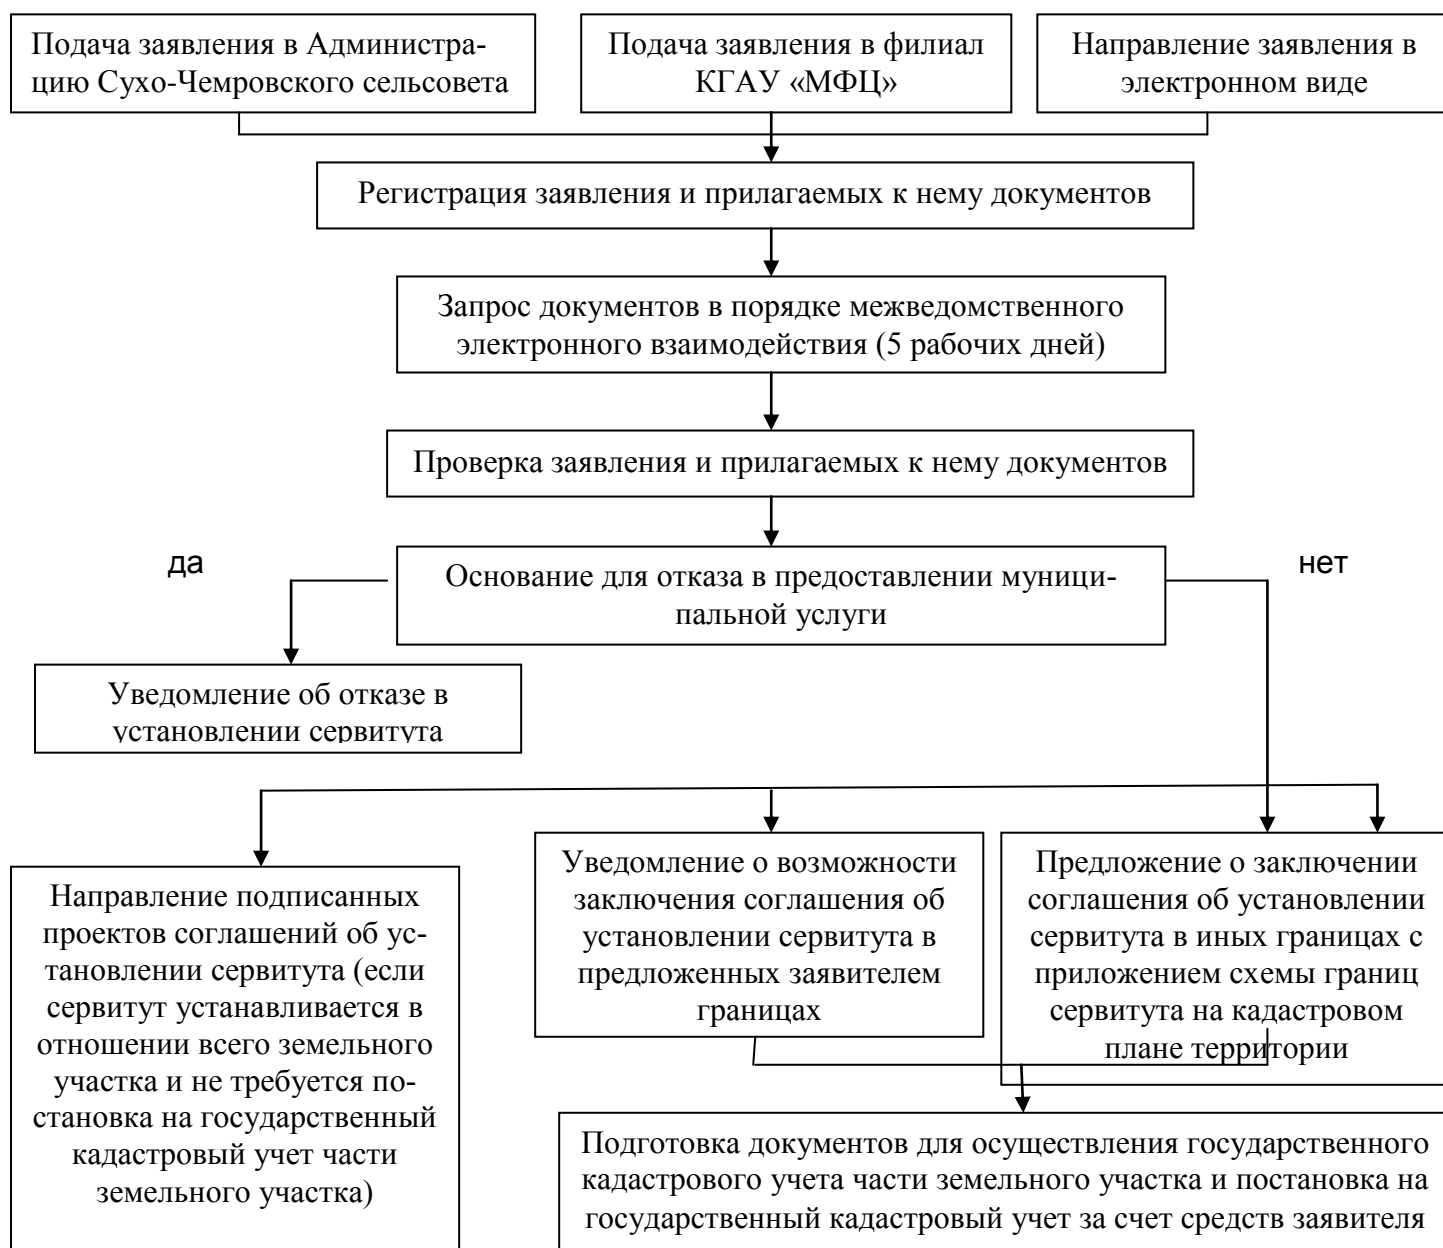 Подача заявления в Администра-
цию Сухо-Чемровского сельсовета
Подача заявления в филиал
КГАУ «МФЦ»
Направление заявления в
электронном виде
Регистрация заявления и прилагаемых к нему документов
Запрос документов в порядке межведомственного
электронного взаимодействия (5 рабочих дней)
Проверка заявления и прилагаемых к нему документов
да
Основание для отказа в предоставлении муници-
пальной услуги
нет
Уведомление об отказе в
установлении сервитута
Направление подписанных
проектов соглашений об ус-
тановлении сервитута (если
сервитут устанавливается в
отношении всего земельного
участка и не требуется по-
становка на государственный
кадастровый учет части
земельного участка)
Уведомление о возможности
заключения соглашения об
установлении сервитута в
предложенных заявителем
границах
Предложение о заключении
соглашения об установлении
сервитута в иных границах с
приложением схемы границ
сервитута на кадастровом
плане территории
Подготовка документов для осуществления государственного
кадастрового учета части земельного участка и постановка на
государственный кадастровый учет за счет средств заявителя